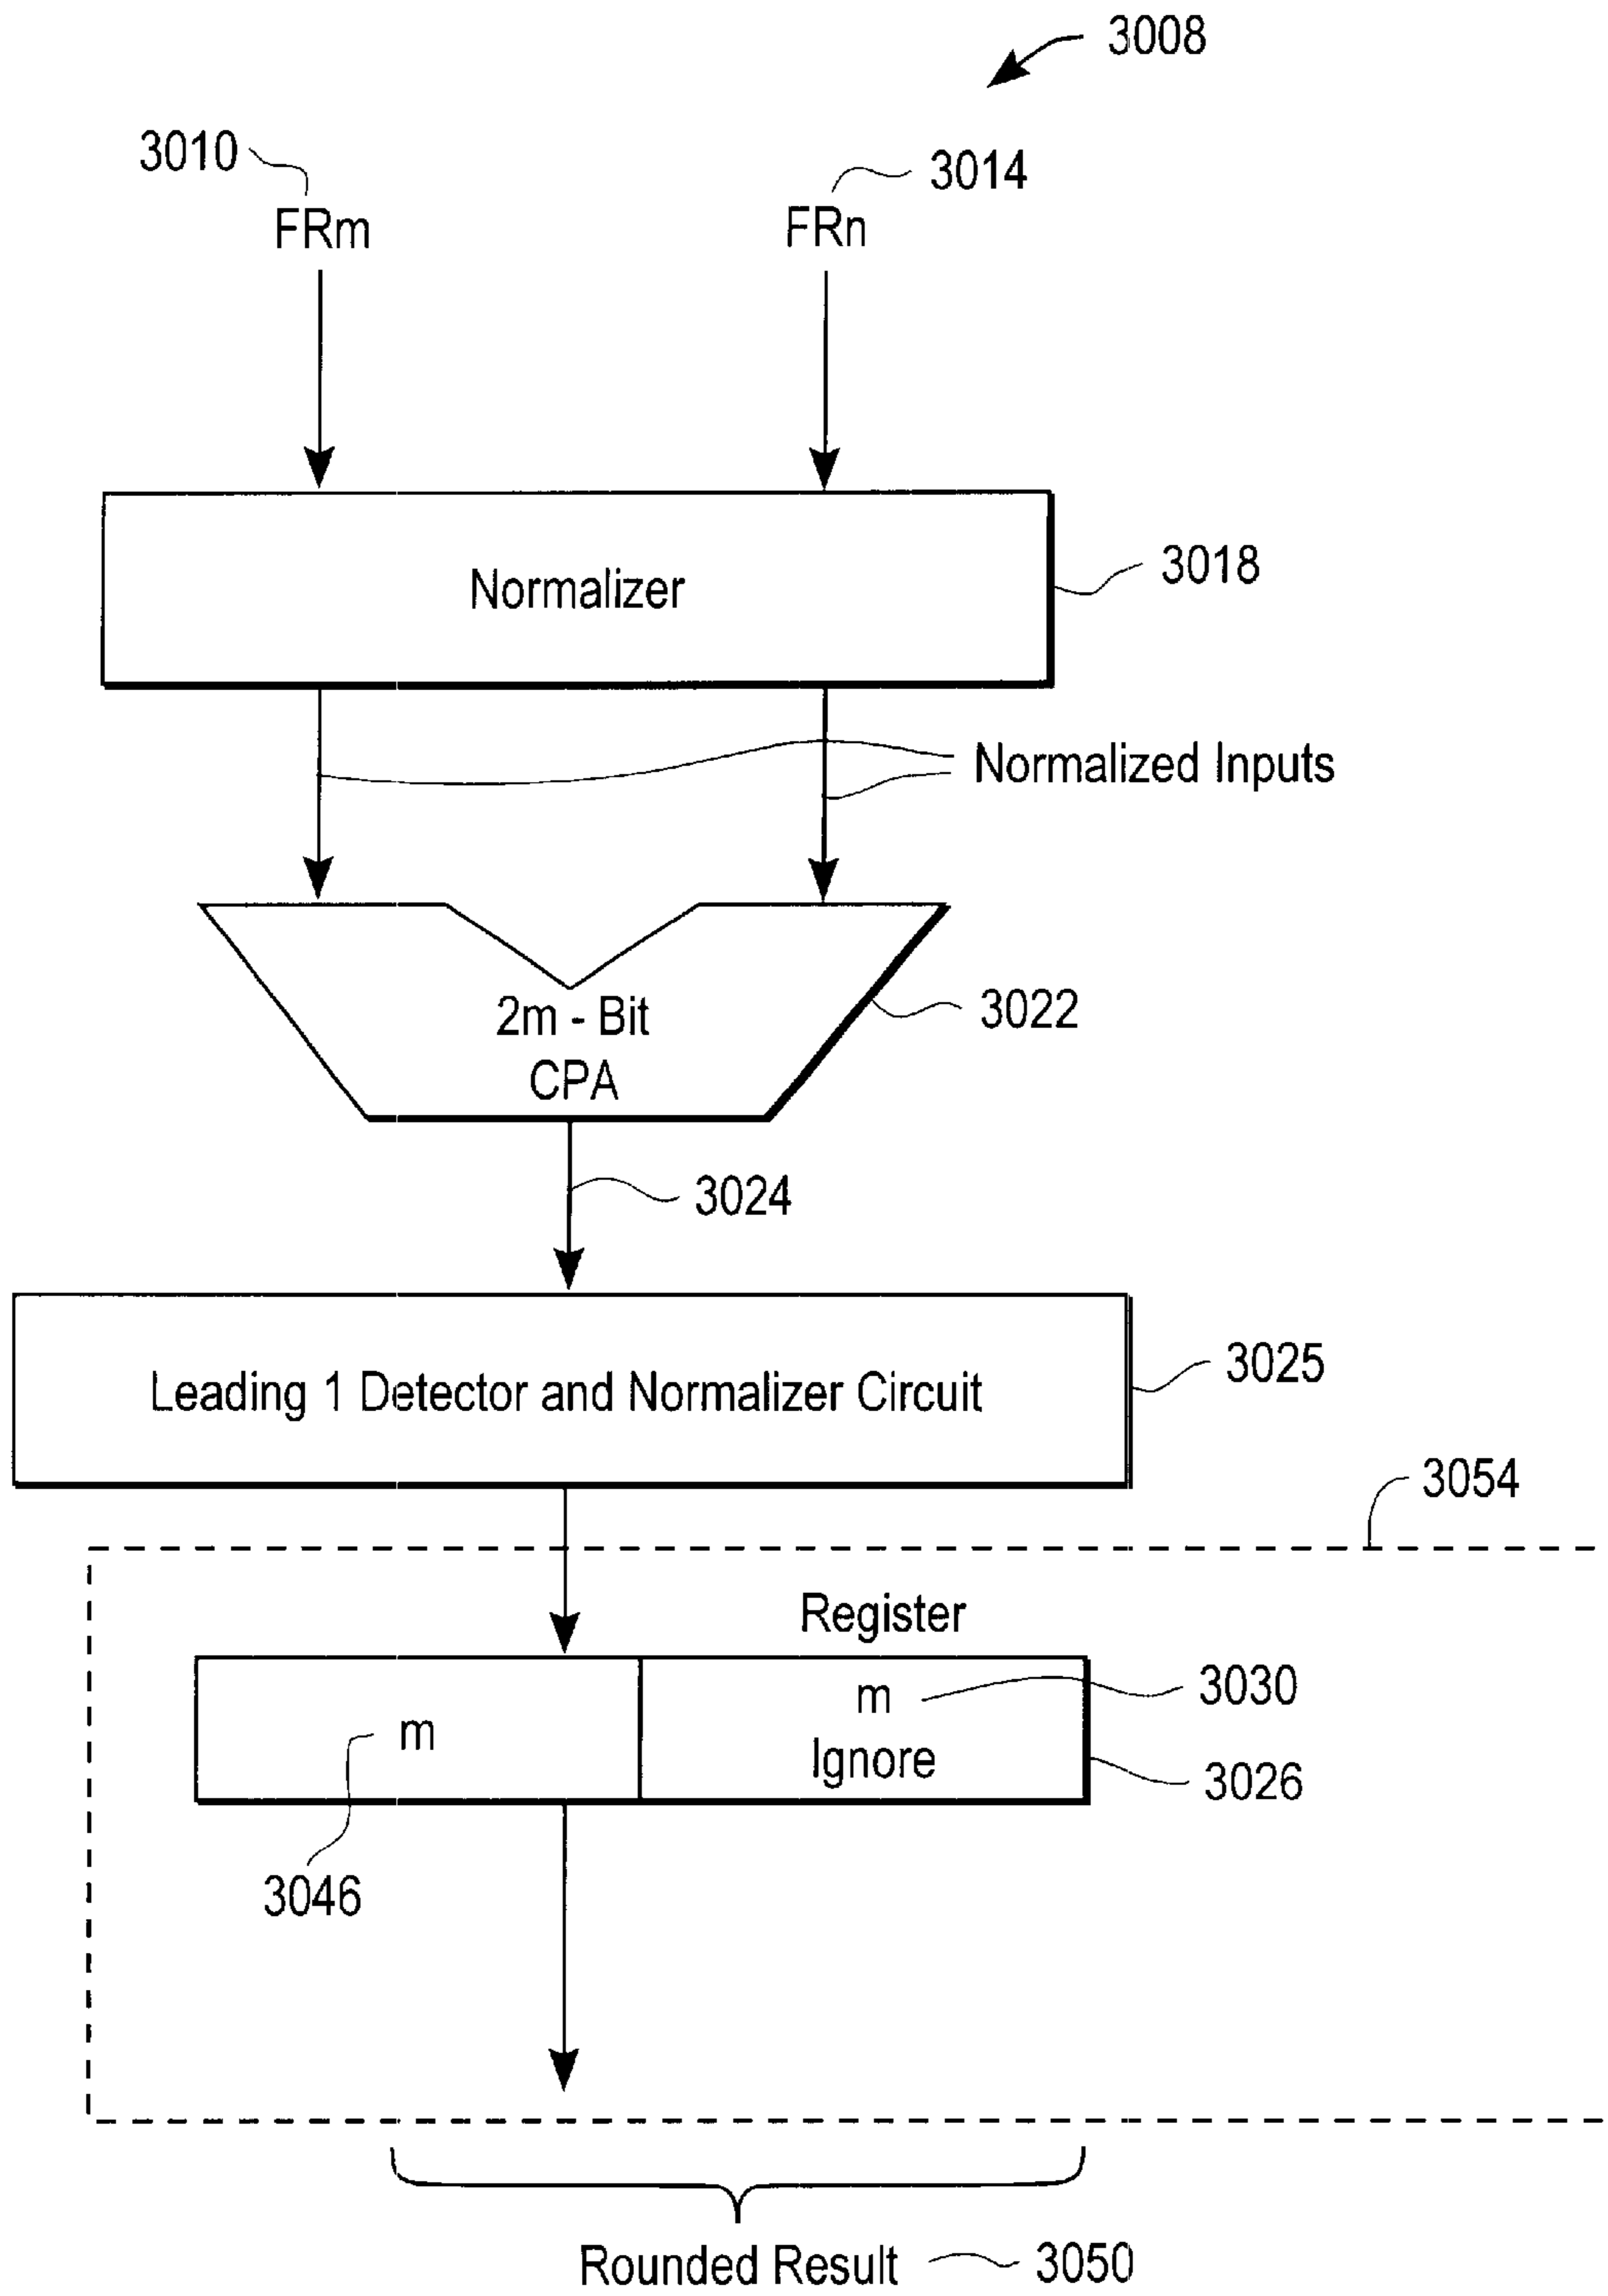 3008
3010
3014
FRm
FRn
Normalizer
3018
Normalized Inputs
2m - Bit
CPA
3022
3024
Leading 1 Detector and Normalizer Circuit
3025
3054
Register
m
m
Ignore
3030
3026
3046
Rounded Result
3050